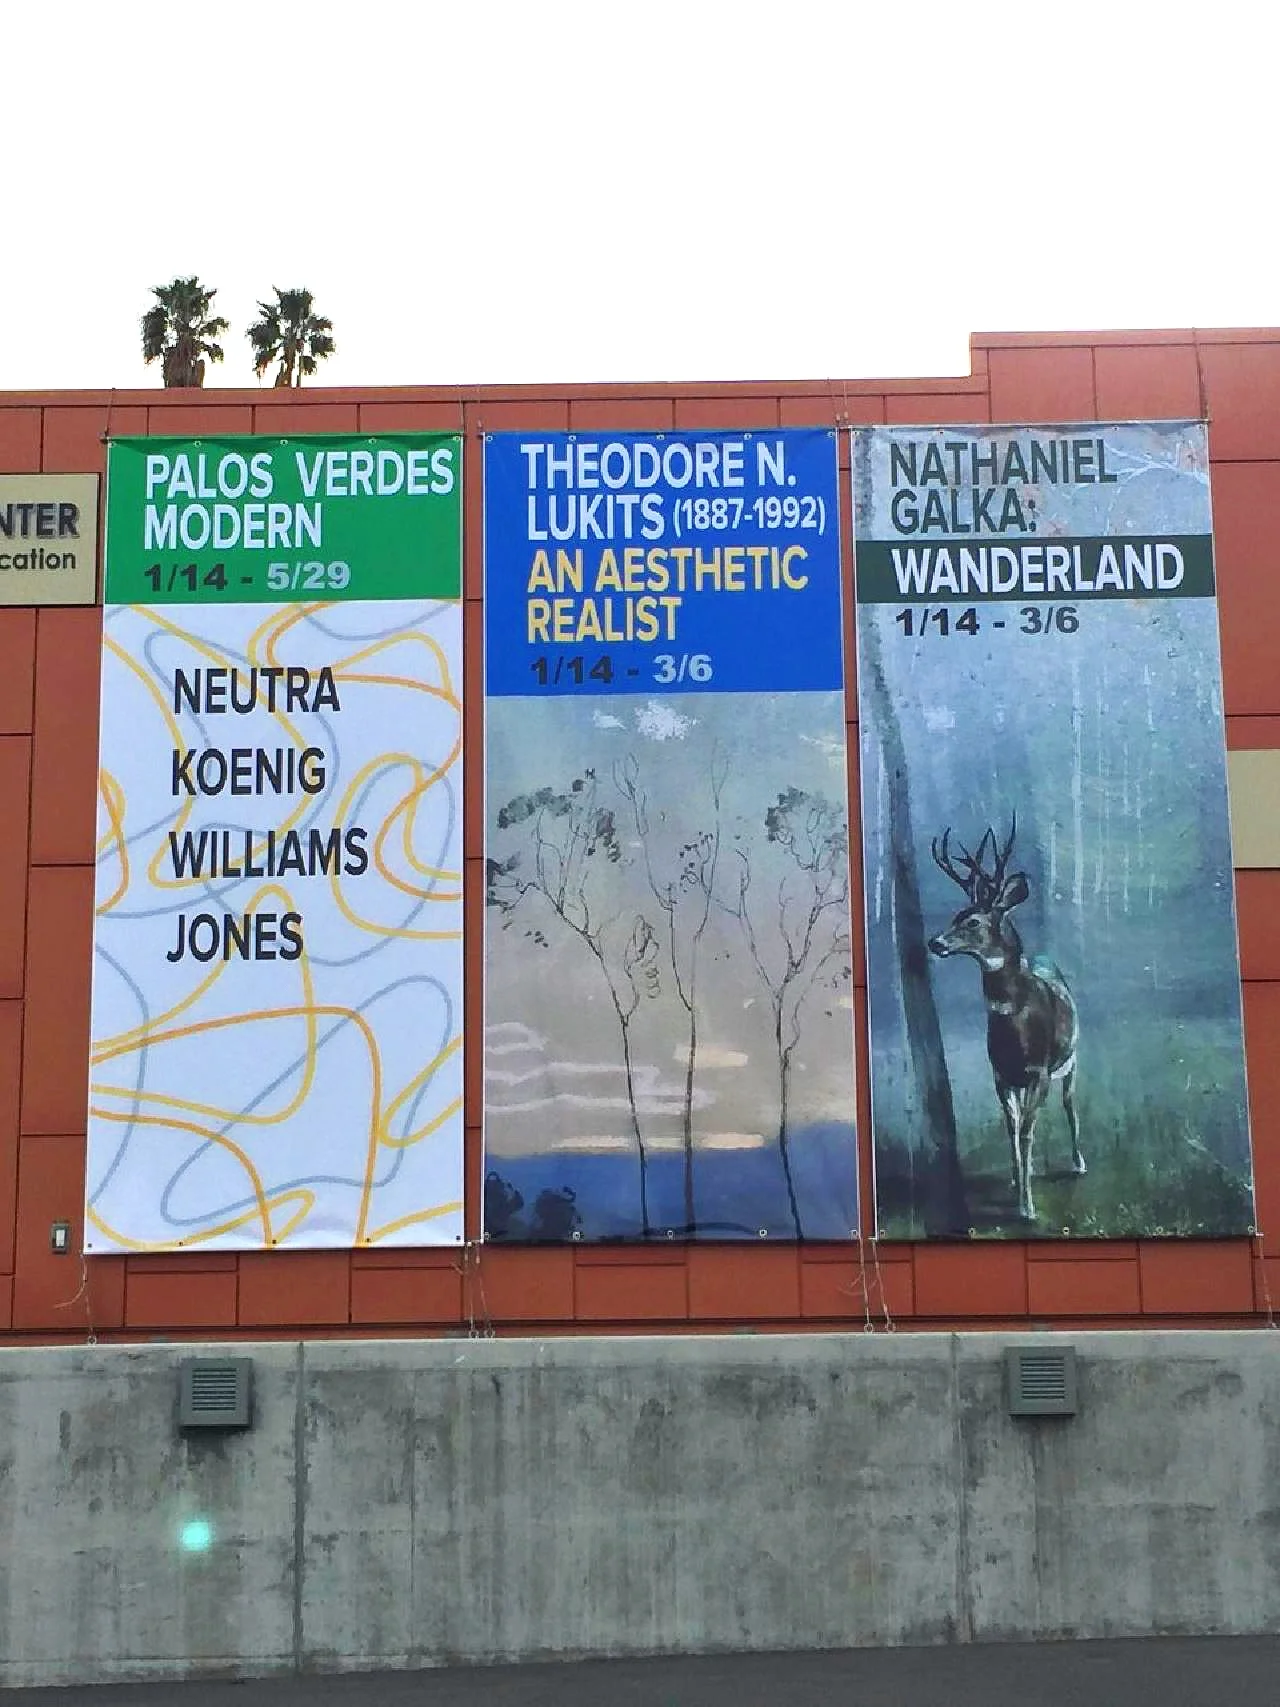 NTER
cation
PALOS VERDES
MODERN
1/14 - 5/29
NEUTRA
KOENIG
WILLIAMS
JONES
THEODORE N.
LUKITS (1887-1992)
AN AESTHETIC
REALIST
1/14 - 3/6
NATHANIEL
GALKA:
WANDERLAND
1/14 - 3/6